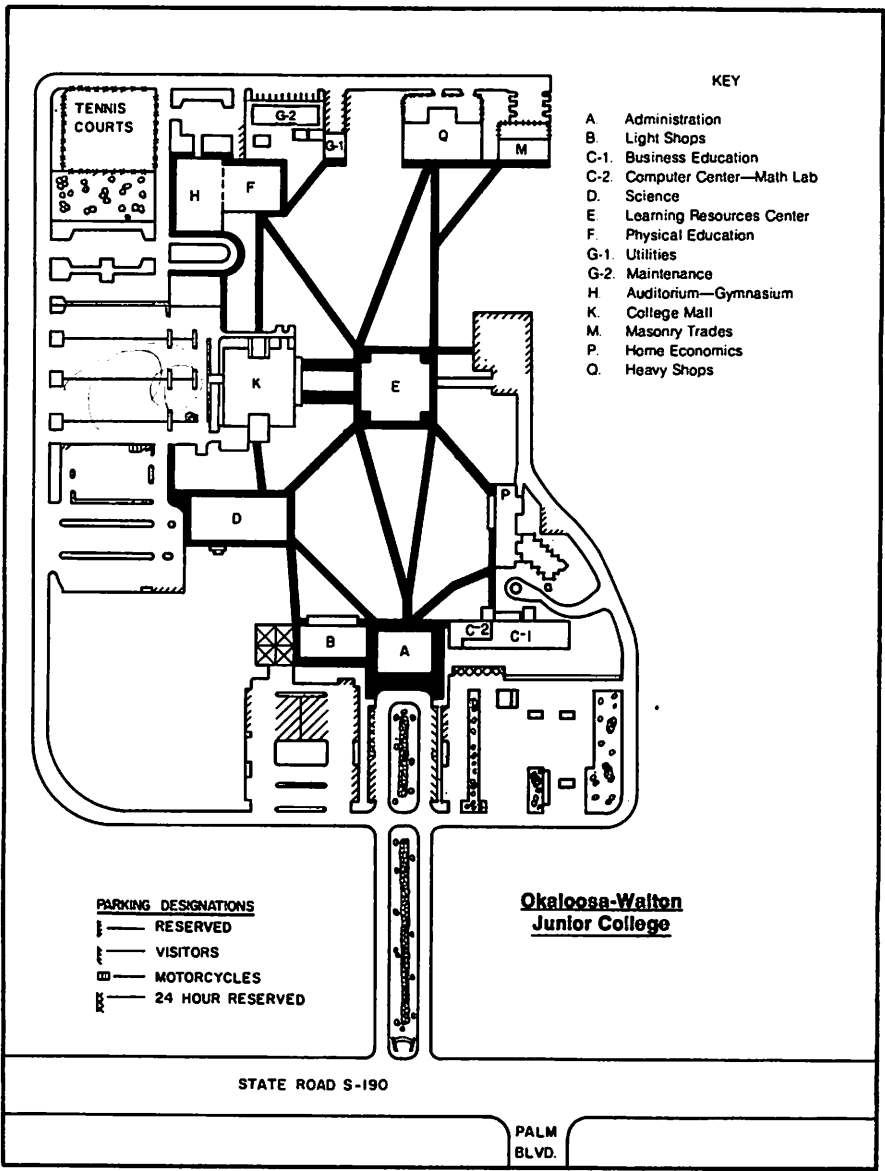 KEY
A. Administration
B. Light Shops
C-1. Business Education
C-2. Computer Center—Math Lab
D. Science
E. Learning Resources Center
F. Physical Education
G-1. Utilities
G-2. Maintenance
H. Auditorium—Gymnasium
K. College Mall
M. Masonry Trades
P. Home Economics
Q. Heavy Shops
TENNIS
COURTS
G-2
G-1
Q
M
H
F
K
E
D
P
G
B
A
C-2
C-1
PARKING DESIGNATIONS
RESERVED
VISITORS
MOTORCYCLES
24 HOUR RESERVED
Okaloosa-Walton
Junior College
STATE ROAD S-190
PALM
BLVD.